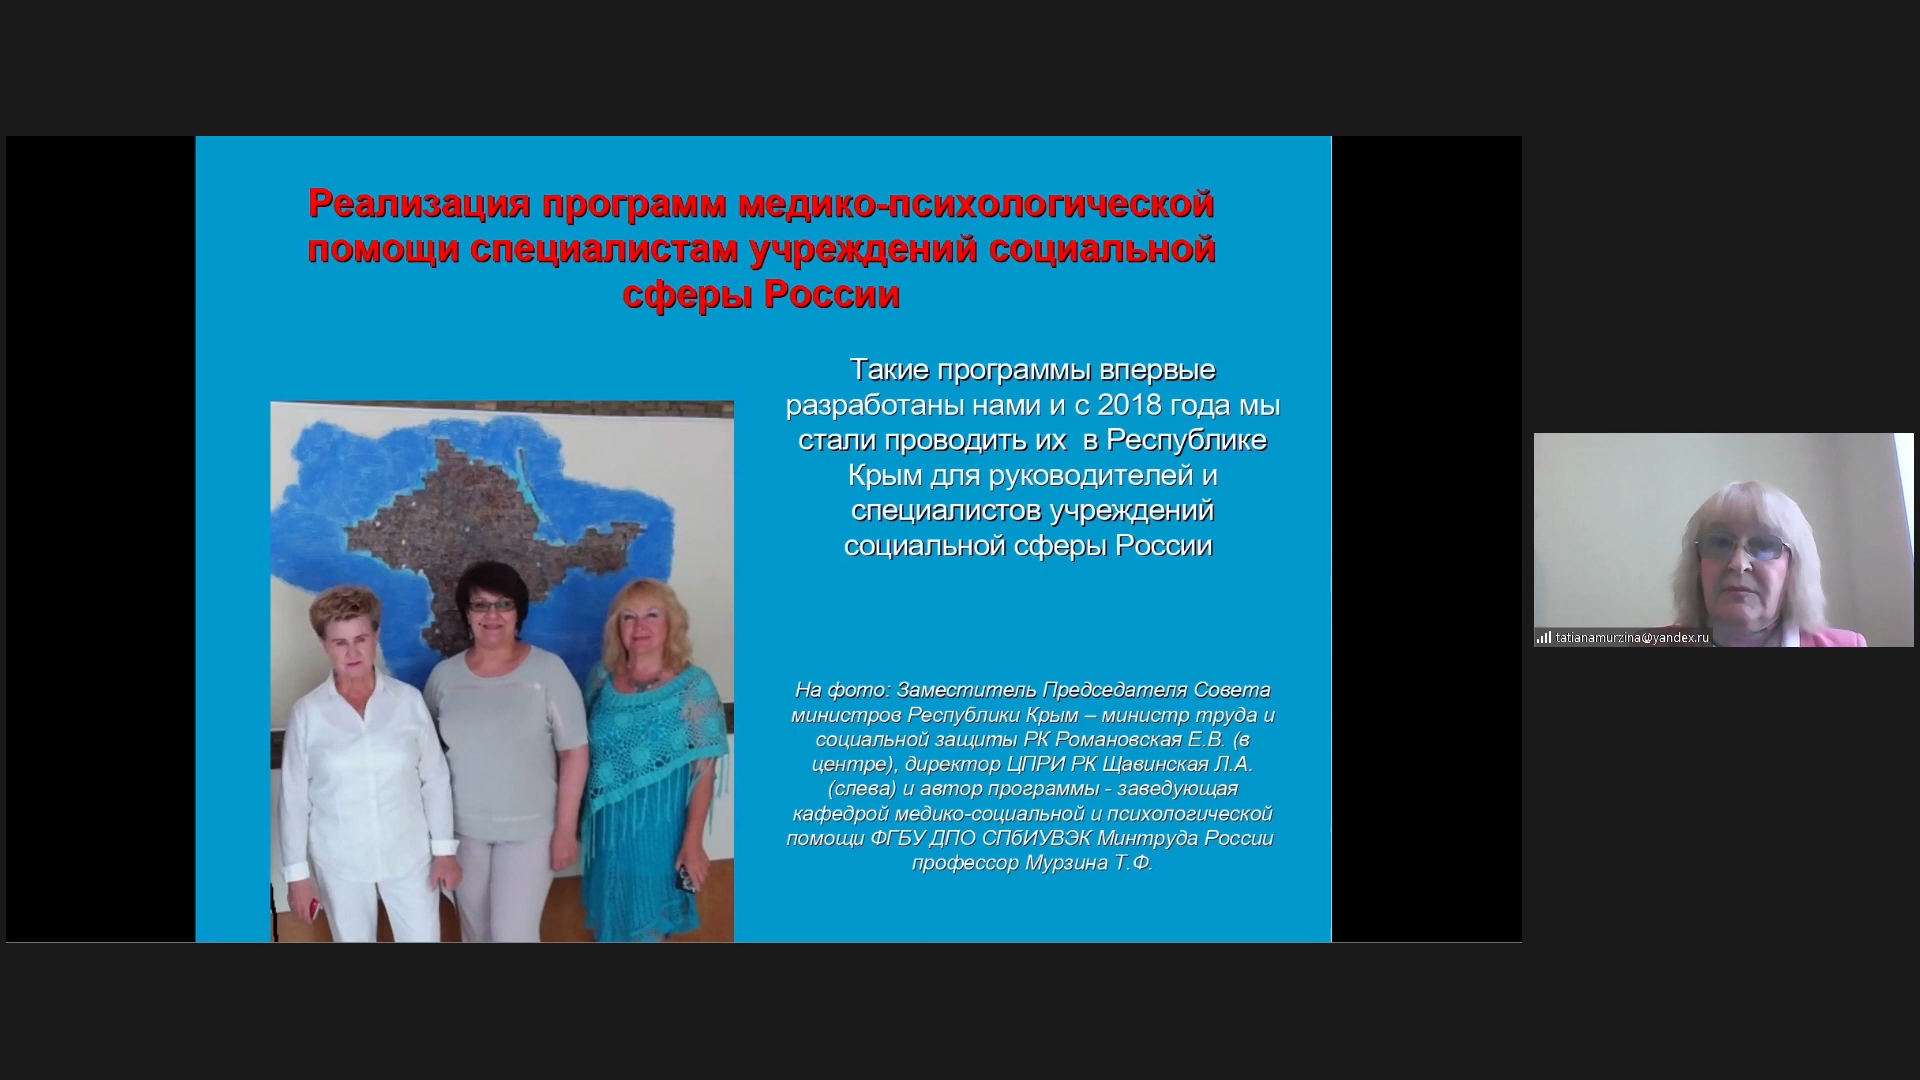 Реализация программ медико-психологической
помощи специалистам учреждений социальной
сферы России
Такие программы впервые
разработаны нами и с 2018 года мы
стали проводить их в Республике
Крым для руководителей и
специалистов учреждений
социальной сферы России
На фото: Заместитель Председателя Совета
министров Республики Крым – министр труда и
социальной защиты РК Романовская Е.В. (в
центре), директор ЦПРИ РК Щавинская Л.А.
(слева) и автор программы - заведующая
кафедрой медико-социальной и психологической
помощи ФГБУ ДПО СПбИУВЭК Минтруда России
профессор Мурзина Т.Ф.
tatianamurzina@yandex.ru